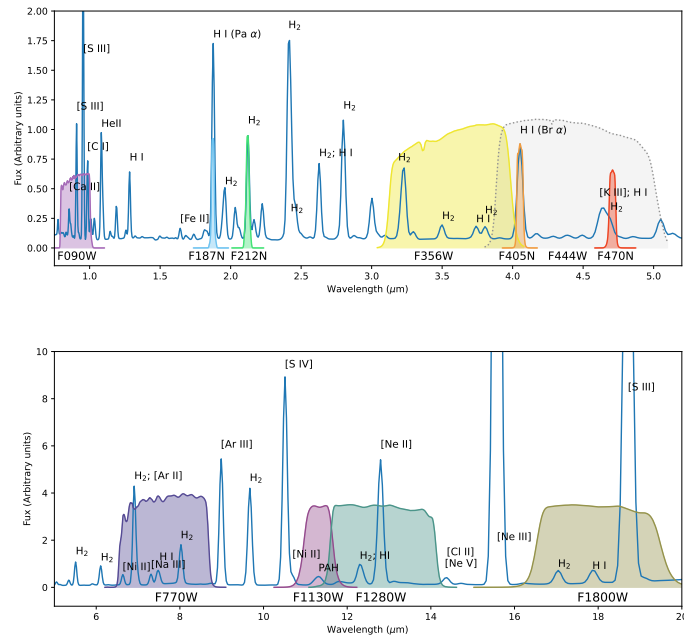 2.00
1.75
1.50
1.25
1.00
0.75
0.50
0.25
0.00
Fux (Arbitrary units)
[S III]
[S III]
HeII
[C I]
[Ca II]
H I
[Fe II]
H I (Pa α)
H₂
H₂
H₂
H₂
H₂; H I
H₂
H₂
H₂
H I
H₂
H I (Br α)
[K III]; H I
H₂
F090W
F187N
F212N
F356W
F405N
F444W
F470N
1.0 1.5 2.0 2.5 3.0 3.5 4.0 4.5 5.0
Wavelength (μm)
10
8
6
4
2
0
Fux (Arbitrary units)
H₂
H₂
H₂; [Ar II]
[Ni II]
H I
[Na III]
H₂
[Ar III]
H₂
[S IV]
[Ni II]
PAH
H₂; HI
[Ne II]
[Cl II]
[Ne V]
[Ne III]
H₂
H I
[S III]
F770W
F1130W
F1280W
F1800W
6 8 10 12 14 16 18 20
Wavelength (μm)